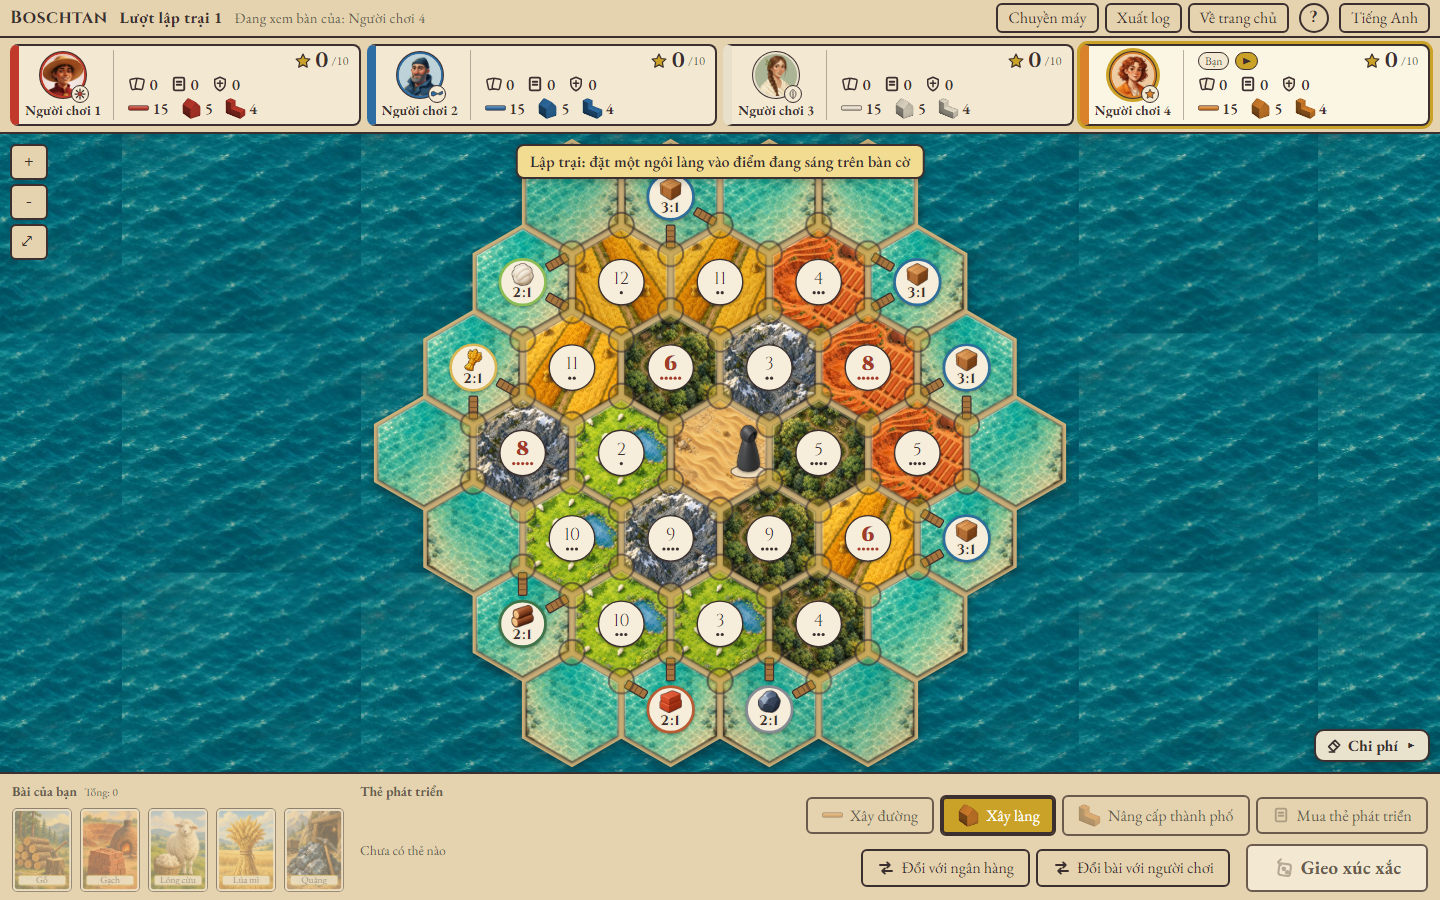 BOSCHTAN Lượt lập trại 1 Đang xem bàn của: Người chơi 4
Chuyền máy
Xuất log
Về trang chủ
?
Tiếng Anh
Người chơi 1
0 /10
0 0 0
15 5 4
Người chơi 2
0 /10
0 0 0
15 5 4
Người chơi 3
0 /10
0 0 0
15 5 4
Người chơi 4
Bạn
0 /10
0 0 0
15 5 4
+
-
Lập trại: đặt một ngôi làng vào điểm đang sáng trên bàn cờ
3:1
2:1 12 11 4 3:1
2:1 11 6 3 8 3:1
8 2 5 5
10 9 9 6 3:1
2:1 10 3 4
2:1 2:1
Chi phí
Bài của bạn Tổng: 0
Gỗ
Gạch
Lông cừu
Lúa mì
Quặng
Thẻ phát triển
Chưa có thẻ nào
Xây đường
Xây làng
Nâng cấp thành phố
Mua thẻ phát triển
Đổi với ngân hàng
Đổi bài với người chơi
Gieo xúc xắc